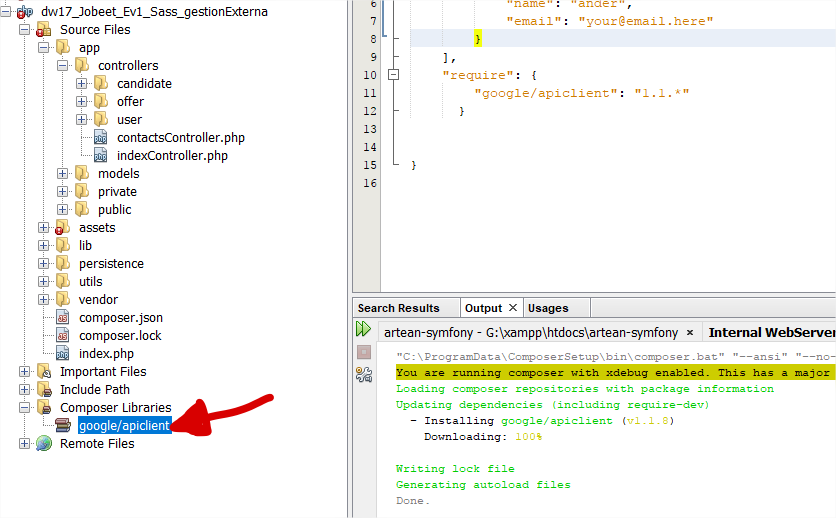 dw17_Jobeet_Ev1_Sass_gestionExterna
Source Files
app
controllers
candidate
offer
user
contactsController.php
indexController.php
models
private
public
assets
lib
persistence
utils
vendor
composer.json
composer.lock
index.php
Important Files
Include Path
Composer Libraries
google/apiclient
Remote Files
6 "name": "ander",
7 "email": "your@email.here"
8 }
9 ],
10 "require": {
11 "google/apiclient": "1.1.*"
12 }
13
14
15 }
16
Search Results Output Usages
artean-symfony - G:\xampp\htdocs\artean-symfony Internal WebServer
"C:\ProgramData\ComposerSetup\bin\composer.bat" "--ansi" "--no-
You are running composer with xdebug enabled. This has a major
Loading composer repositories with package information
Updating dependencies (including require-dev)
- Installing google/apiclient (v1.1.8)
Downloading: 100%
Writing lock file
Generating autoload files
Done.